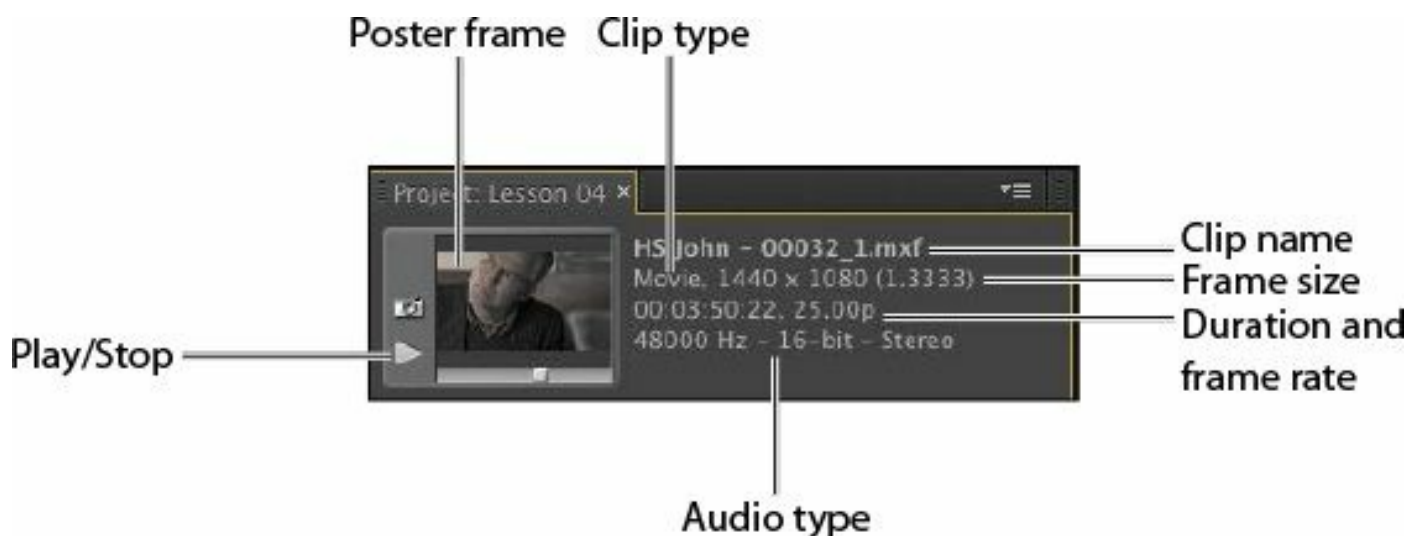 Poster frame Clip type
Project: Lesson 04 ×
HS John - 00032_1.mxf
Clip name
Movie, 1440 x 1080 (1.3333)
Frame size
00:03:50:22, 25.00p
Duration and
frame rate
48000 Hz - 16-bit - Stereo
Play/Stop
Audio type